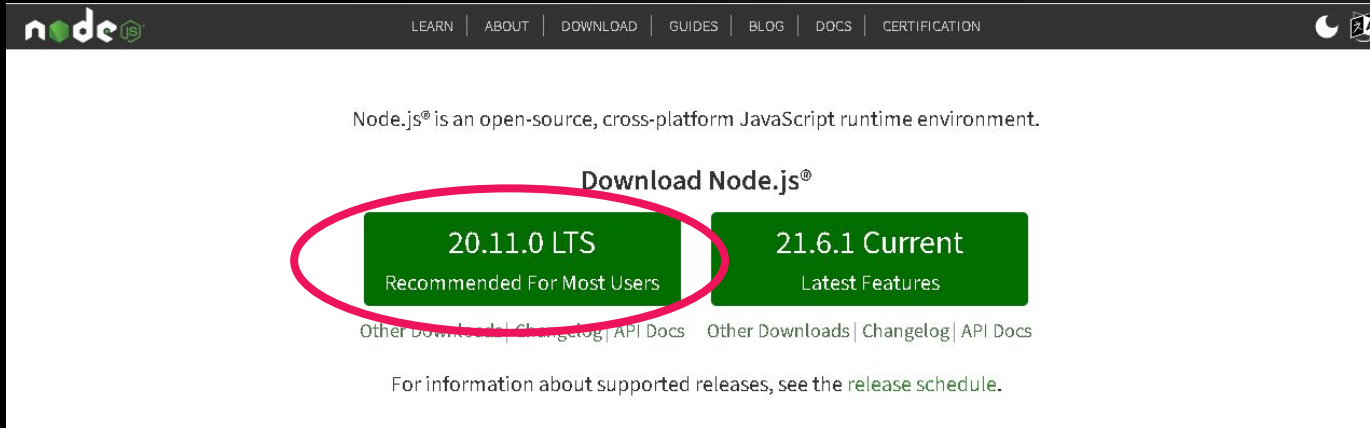 node JS
LEARN | ABOUT | DOWNLOAD | GUIDES | BLOG | DOCS | CERTIFICATION
Node.js® is an open-source, cross-platform JavaScript runtime environment.
Download Node.js®
20.11.0 LTS
Recommended For Most Users
21.6.1 Current
Latest Features
Other Downloads | Changelog | API Docs
Other Downloads | Changelog | API Docs
For information about supported releases, see the release schedule.